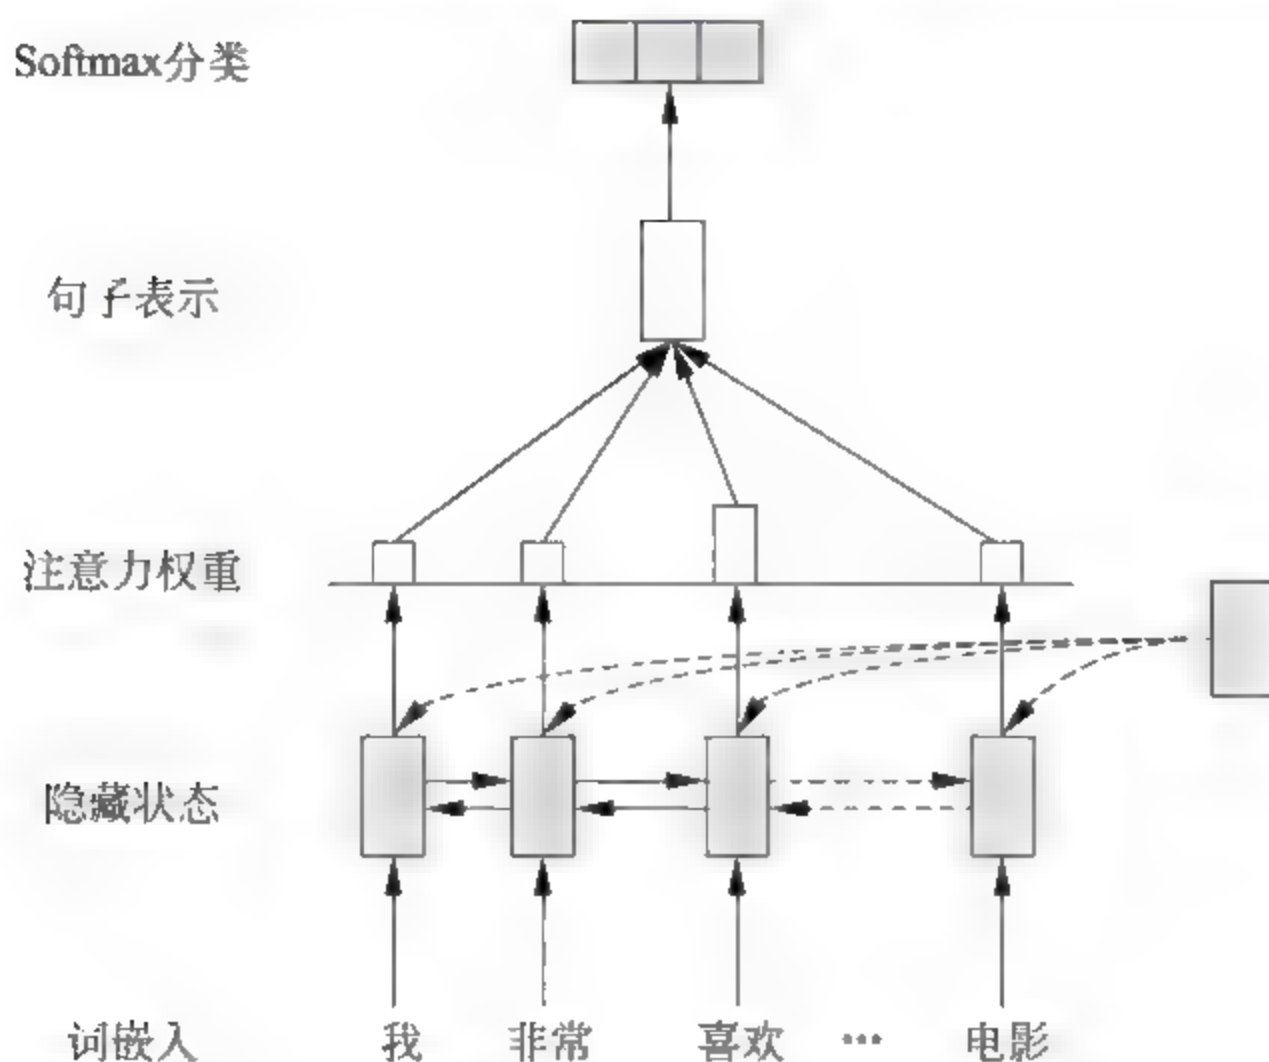 Softmax分类
句子表示
注意力权重
隐藏状态
词嵌入 我 非常 喜欢 … 电影